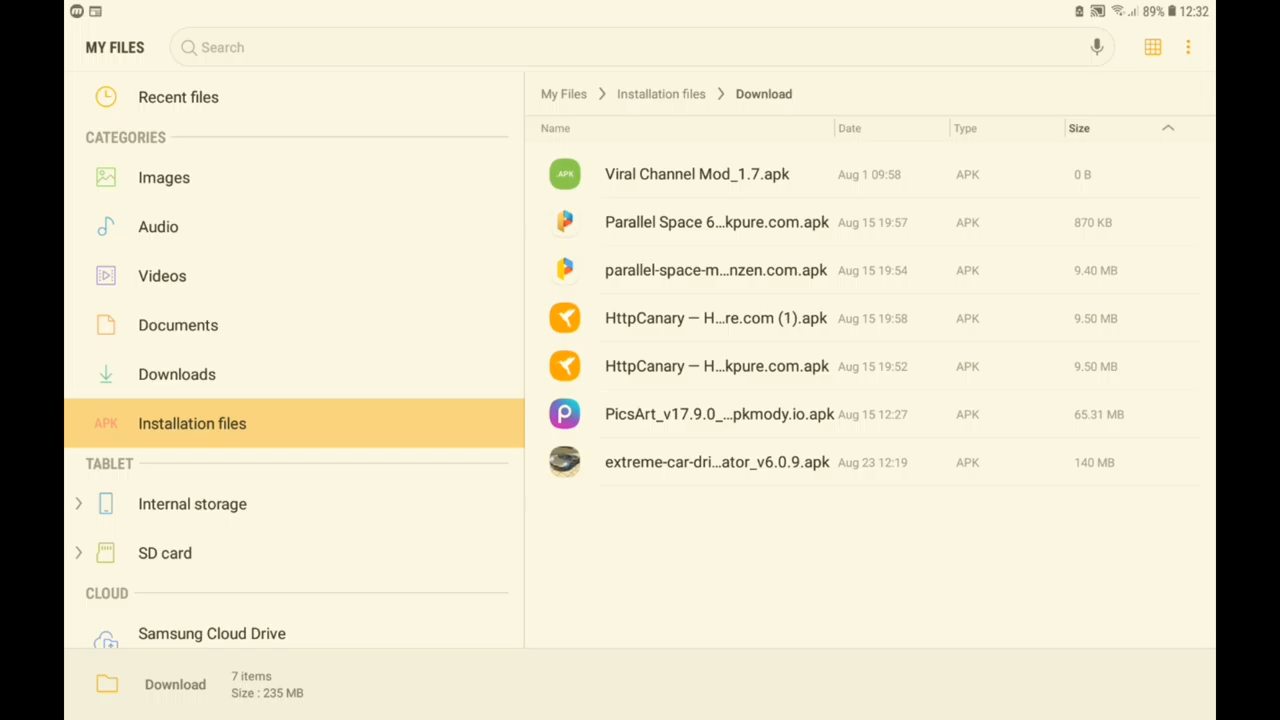 89% 12:32
MY FILES
Search
Recent files
CATEGORIES
Images
Audio
Videos
Documents
Downloads
APK Installation files
TABLET
Internal storage
SD card
CLOUD
Samsung Cloud Drive
My Files > Installation files > Download
Name Date Type Size
.APK Viral Channel Mod_1.7.apk Aug 1 09:58 APK 0 B
Parallel Space 6…kpure.com.apk Aug 15 19:57 APK 870 KB
parallel-space-m…nzen.com.apk Aug 15 19:54 APK 9.40 MB
HttpCanary — H…re.com (1).apk Aug 15 19:58 APK 9.50 MB
HttpCanary — H…kpure.com.apk Aug 15 19:52 APK 9.50 MB
PicsArt_v17.9.0_…pkmody.io.apk Aug 15 12:27 APK 65.31 MB
extreme-car-dri…ator_v6.0.9.apk Aug 23 12:19 APK 140 MB
Download
7 items
Size : 235 MB